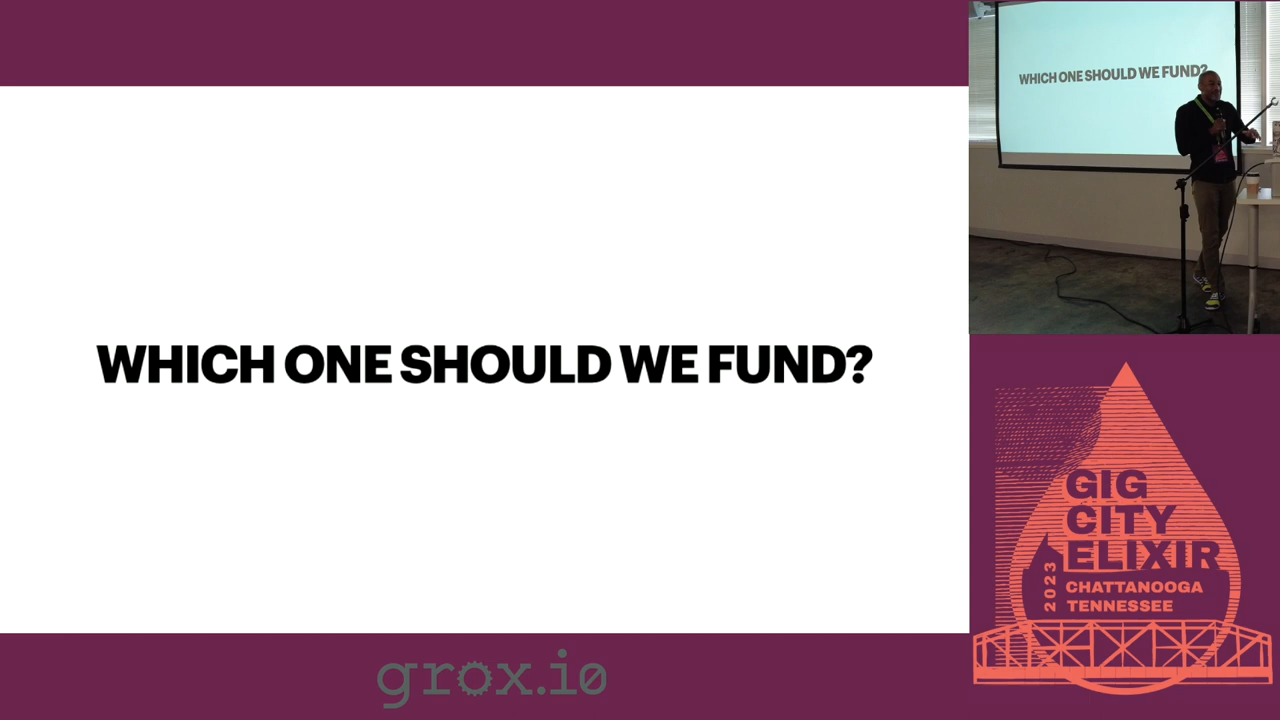 WHICH ONE SHOULD WE FUND?
WHICH ONE SHOULD WE FUND?
GIG
CITY
ELIXIR
2023
CHATTANOOGA
TENNESSEE
grox.io